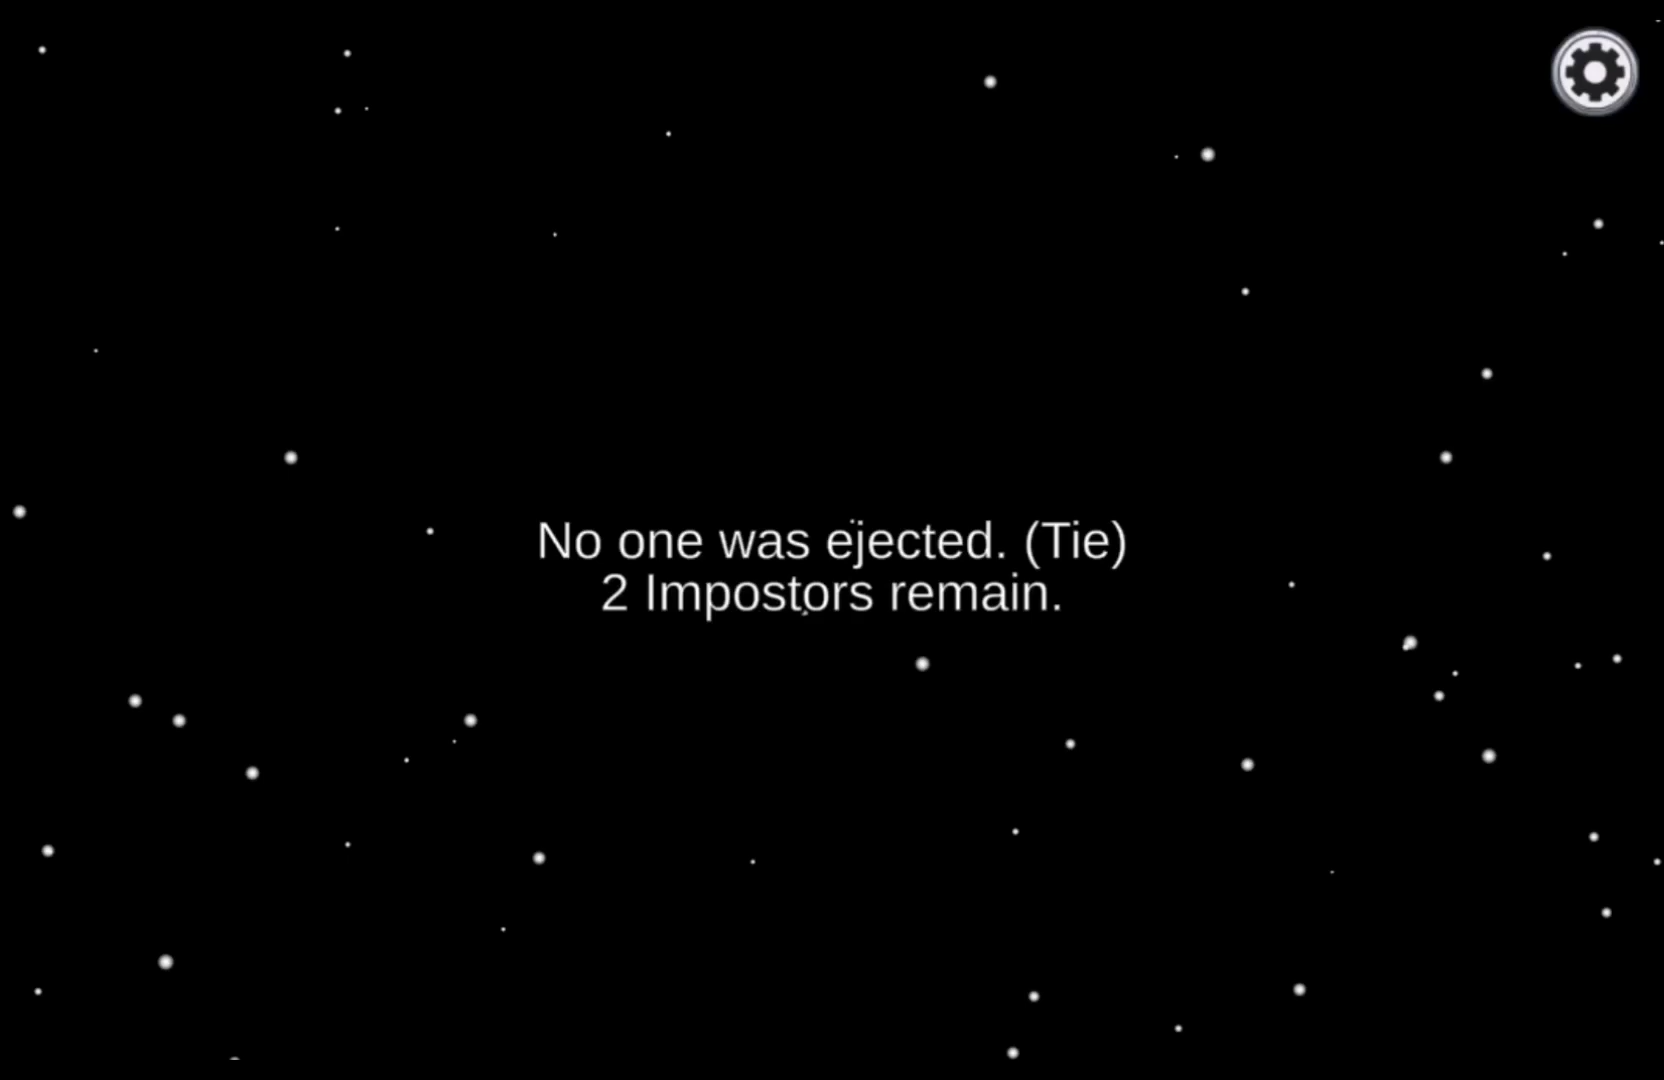 No one was ejected. (Tie)
2 Impostors remain.